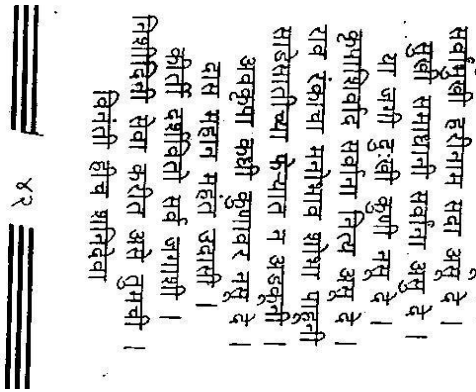 सर्वांमुखी हरीनाम सदा असु दे ।
सुखी समाधानी सर्वांना असु दे ।
या जगी दुःखी कुणी नसु दे ।
कृपाशिर्वाद सर्वांना नित्य असु दे ।
राव रंकांचा मनोभाव शोभा पाहूनी
साडेसातीच्या फेऱ्यात न अडकूनी ।
अवकृपा कधी कुणावर नसु दे ।
दास महान महंत उदासी ।
कीर्ती दर्शविती सर्व जगाशी ।
निशीदिनी सेवा करीत असे तुमची ।
विनंती हीच शनिदेवा
४२